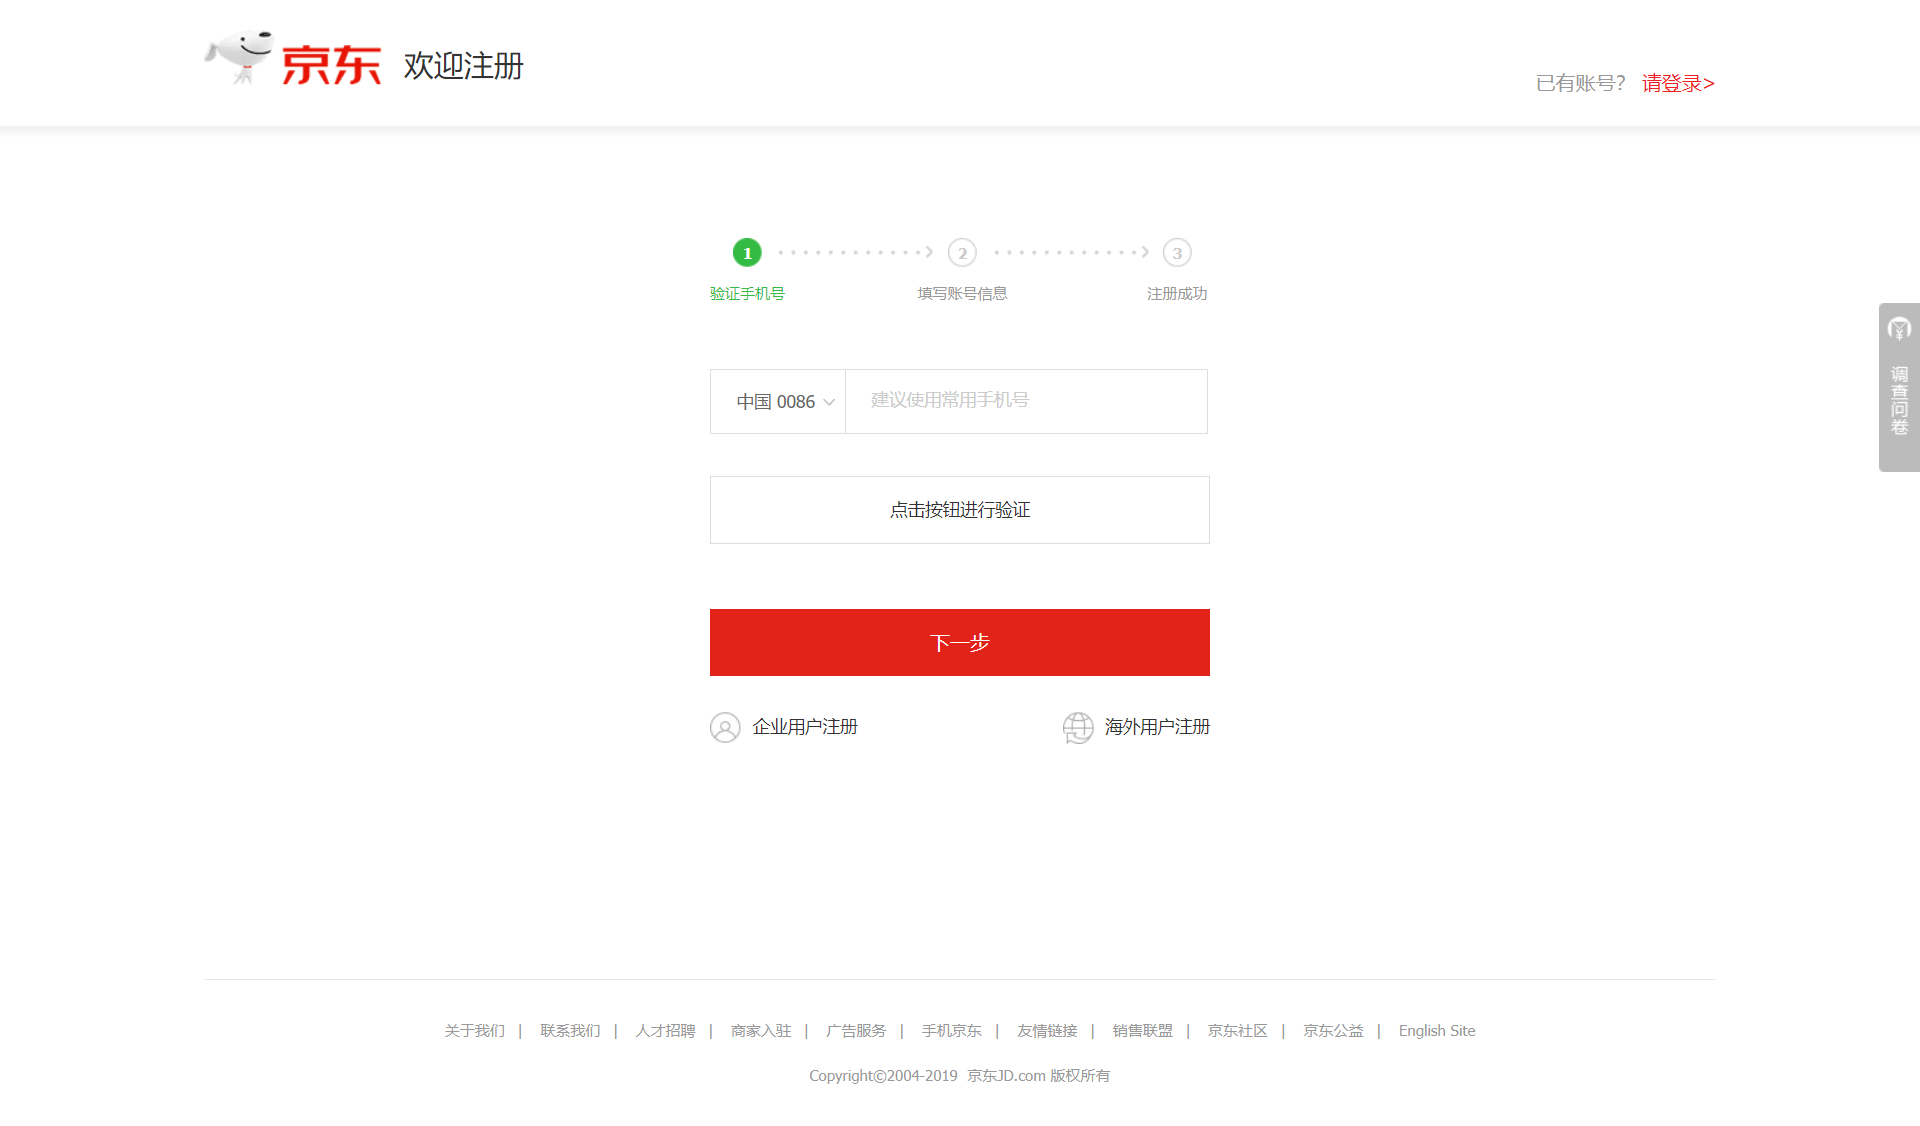 京东 欢迎注册
已有账号? 请登录>
1 2 3
验证手机号 填写账号信息 注册成功
中国 0086 建议使用常用手机号
点击按钮进行验证
下一步
企业用户注册 海外用户注册
调查问卷
关于我们 | 联系我们 | 人才招聘 | 商家入驻 | 广告服务 | 手机京东 | 友情链接 | 销售联盟 | 京东社区 | 京东公益 | English Site
Copyright©2004-2019 京东JD.com 版权所有